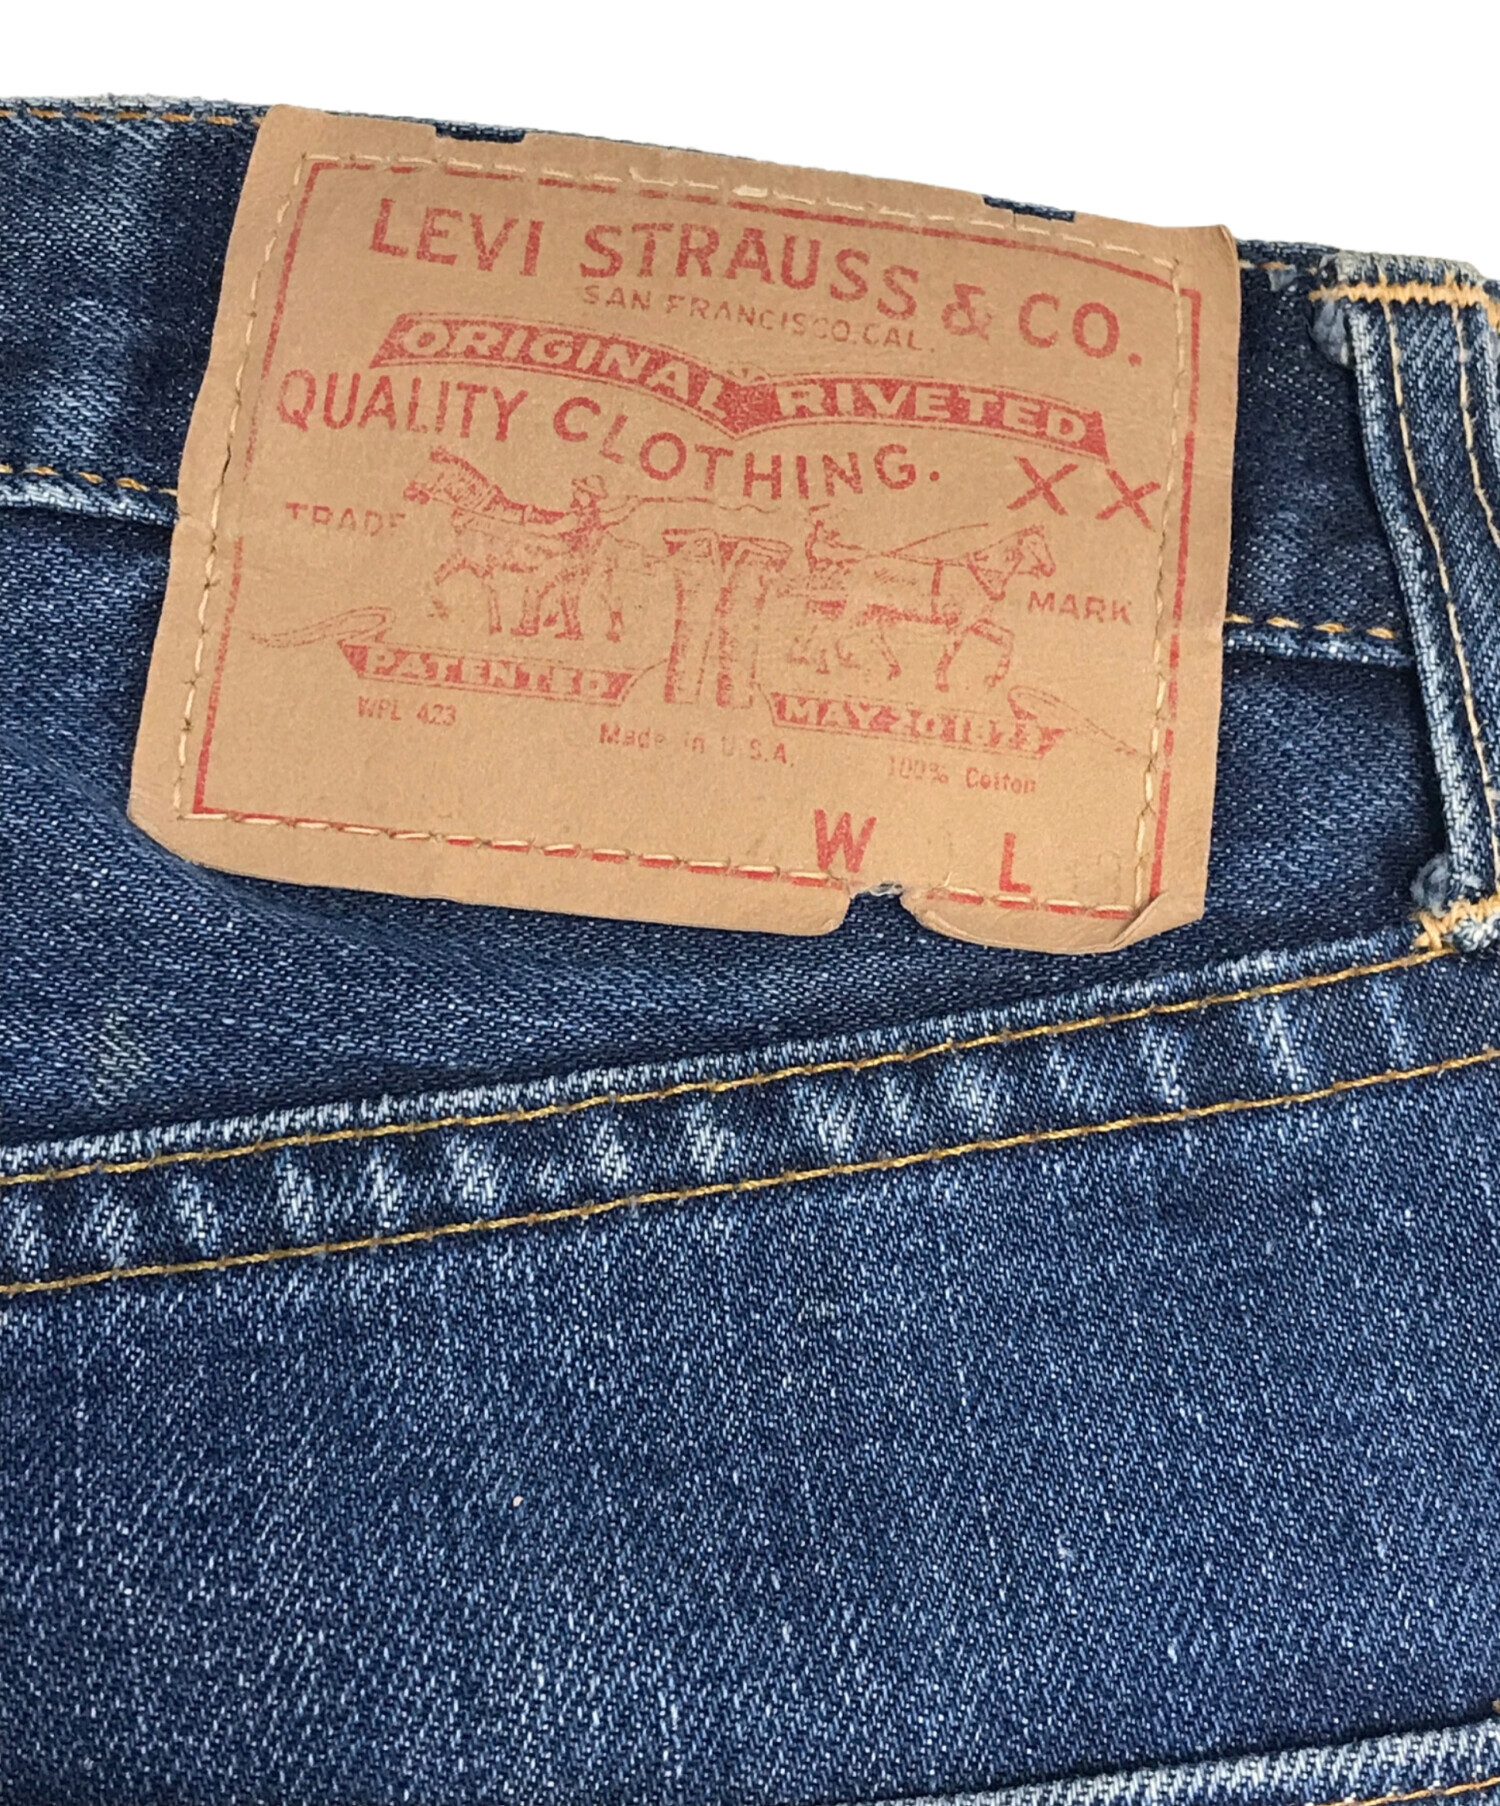 LEVI STRAUSS & CO.
SAN FRANCISCO.CAL.
ORIGINAL RIVETED
QUALITY CLOTHING.
XX
TRADE MARK
PATENTED MAY 20 1873
WPL 423
Made in U.S.A.
100% Cotton
W L